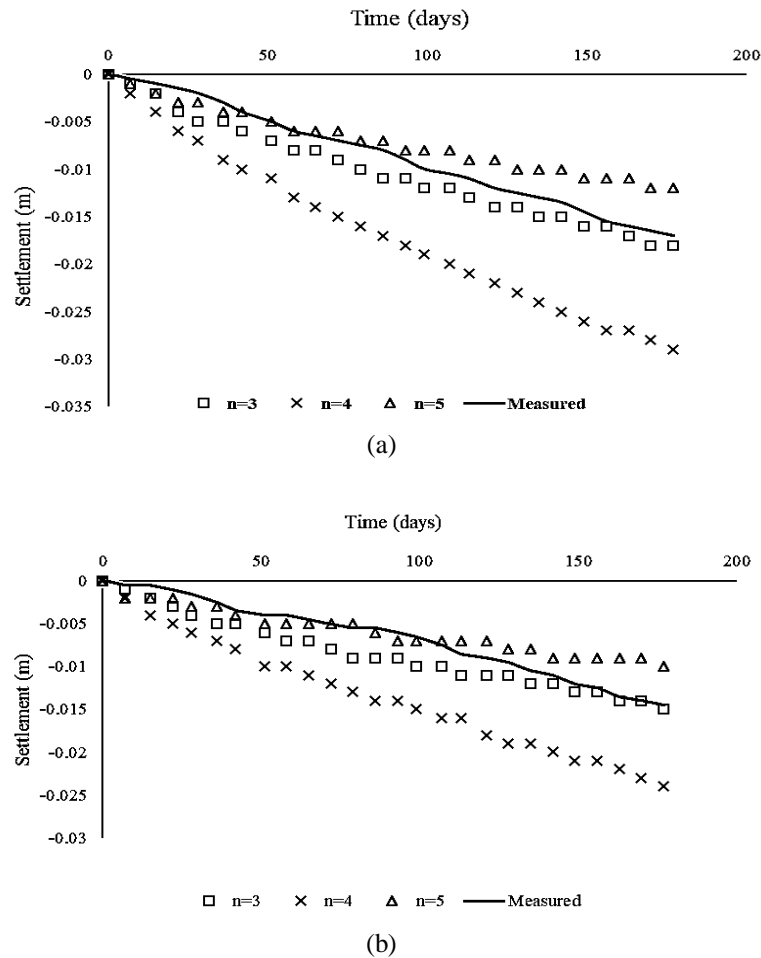 Time (days)
0 50 100 150 200
0
-0.005
-0.01
-0.015
-0.02
-0.025
-0.03
-0.035
Settlement (m)
n=3 n=4 n=5 Measured
(a)
Time (days)
0 50 100 150 200
0
-0.005
-0.01
-0.015
-0.02
-0.025
-0.03
Settlement (m)
n=3 n=4 n=5 Measured
(b)